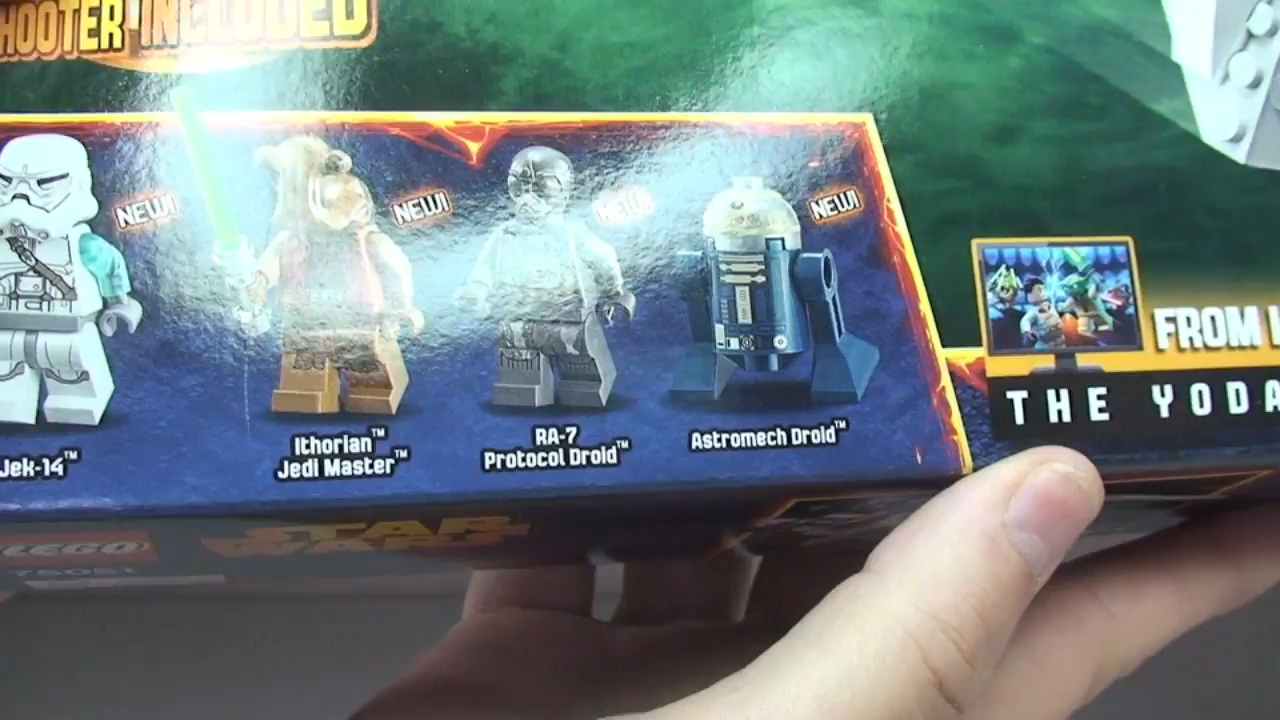 HOOTER INCLUDED
NEW!
NEW!
NEW!
NEW!
Jek-14™
Ithorian™
Jedi Master™
RA-7
Protocol Droid™
Astromech Droid™
FROM
THE YODA
LEGO
STAR
WARS